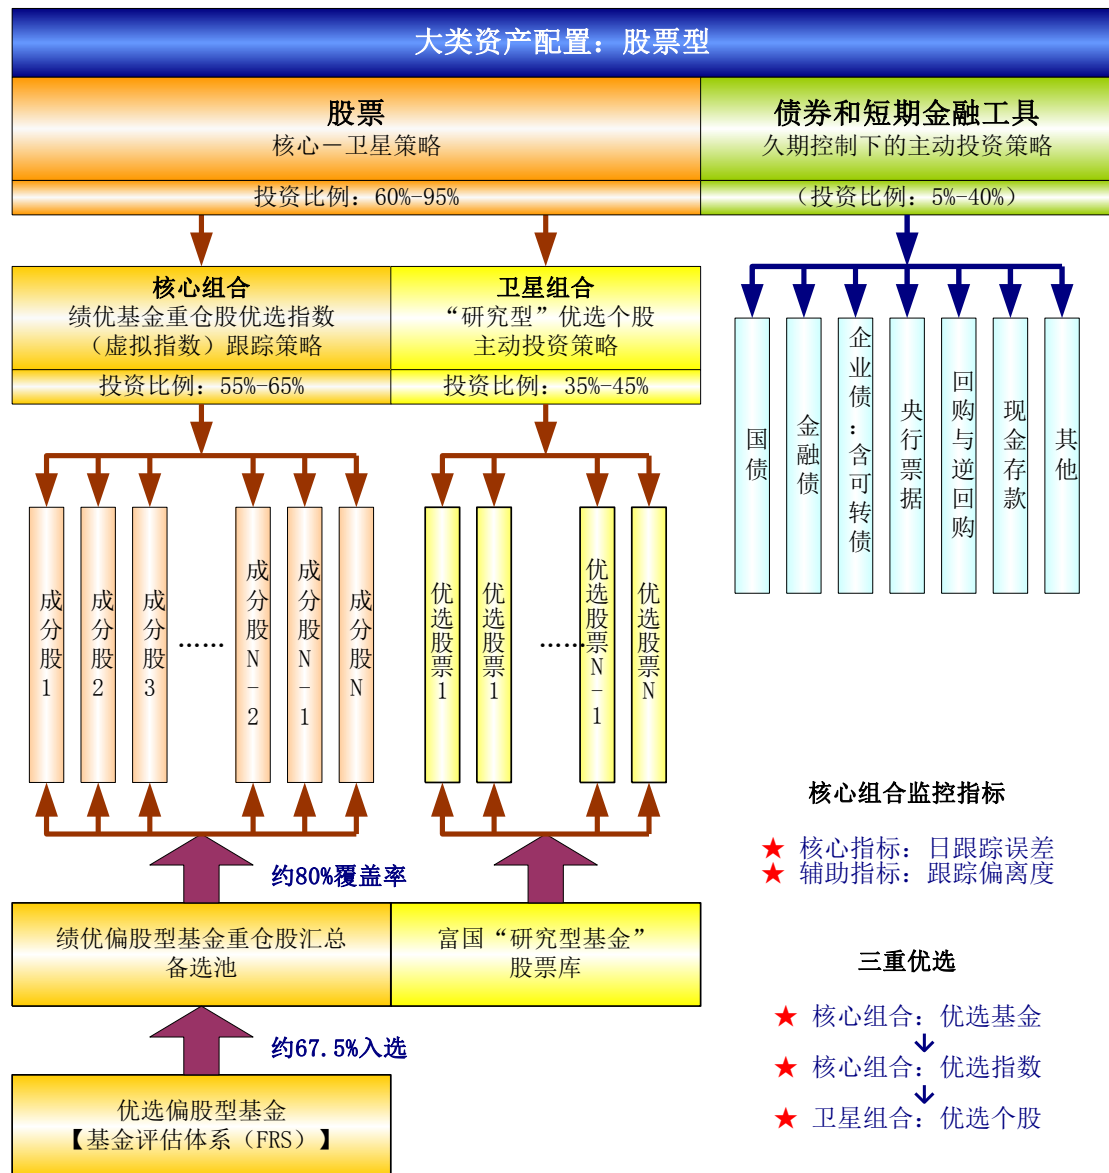 大类资产配置：股票型
股票
核心－卫星策略
投资比例：60%-95%
债券和短期金融工具
久期控制下的主动投资策略
（投资比例：5%-40%）
核心组合
绩优基金重仓股优选指数
（虚拟指数）跟踪策略
投资比例：55%-65%
卫星组合
“研究型”优选个股
主动投资策略
投资比例：35%-45%
国债
金融债
企业债：含可转债
央行票据
回购与逆回购
现金存款
其他
成分股1
成分股2
成分股3
……
成分股N-2
成分股N-1
成分股N
优选股票1
优选股票1
……
优选股票N-1
优选股票N
约80%覆盖率
绩优偏股型基金重仓股汇总
备选池
富国“研究型基金”
股票库
约67.5%入选
优选偏股型基金
【基金评估体系（FRS）】
核心组合监控指标
★ 核心指标：日跟踪误差
★ 辅助指标：跟踪偏离度
三重优选
★ 核心组合：优选基金
★ 核心组合：优选指数
★ 卫星组合：优选个股